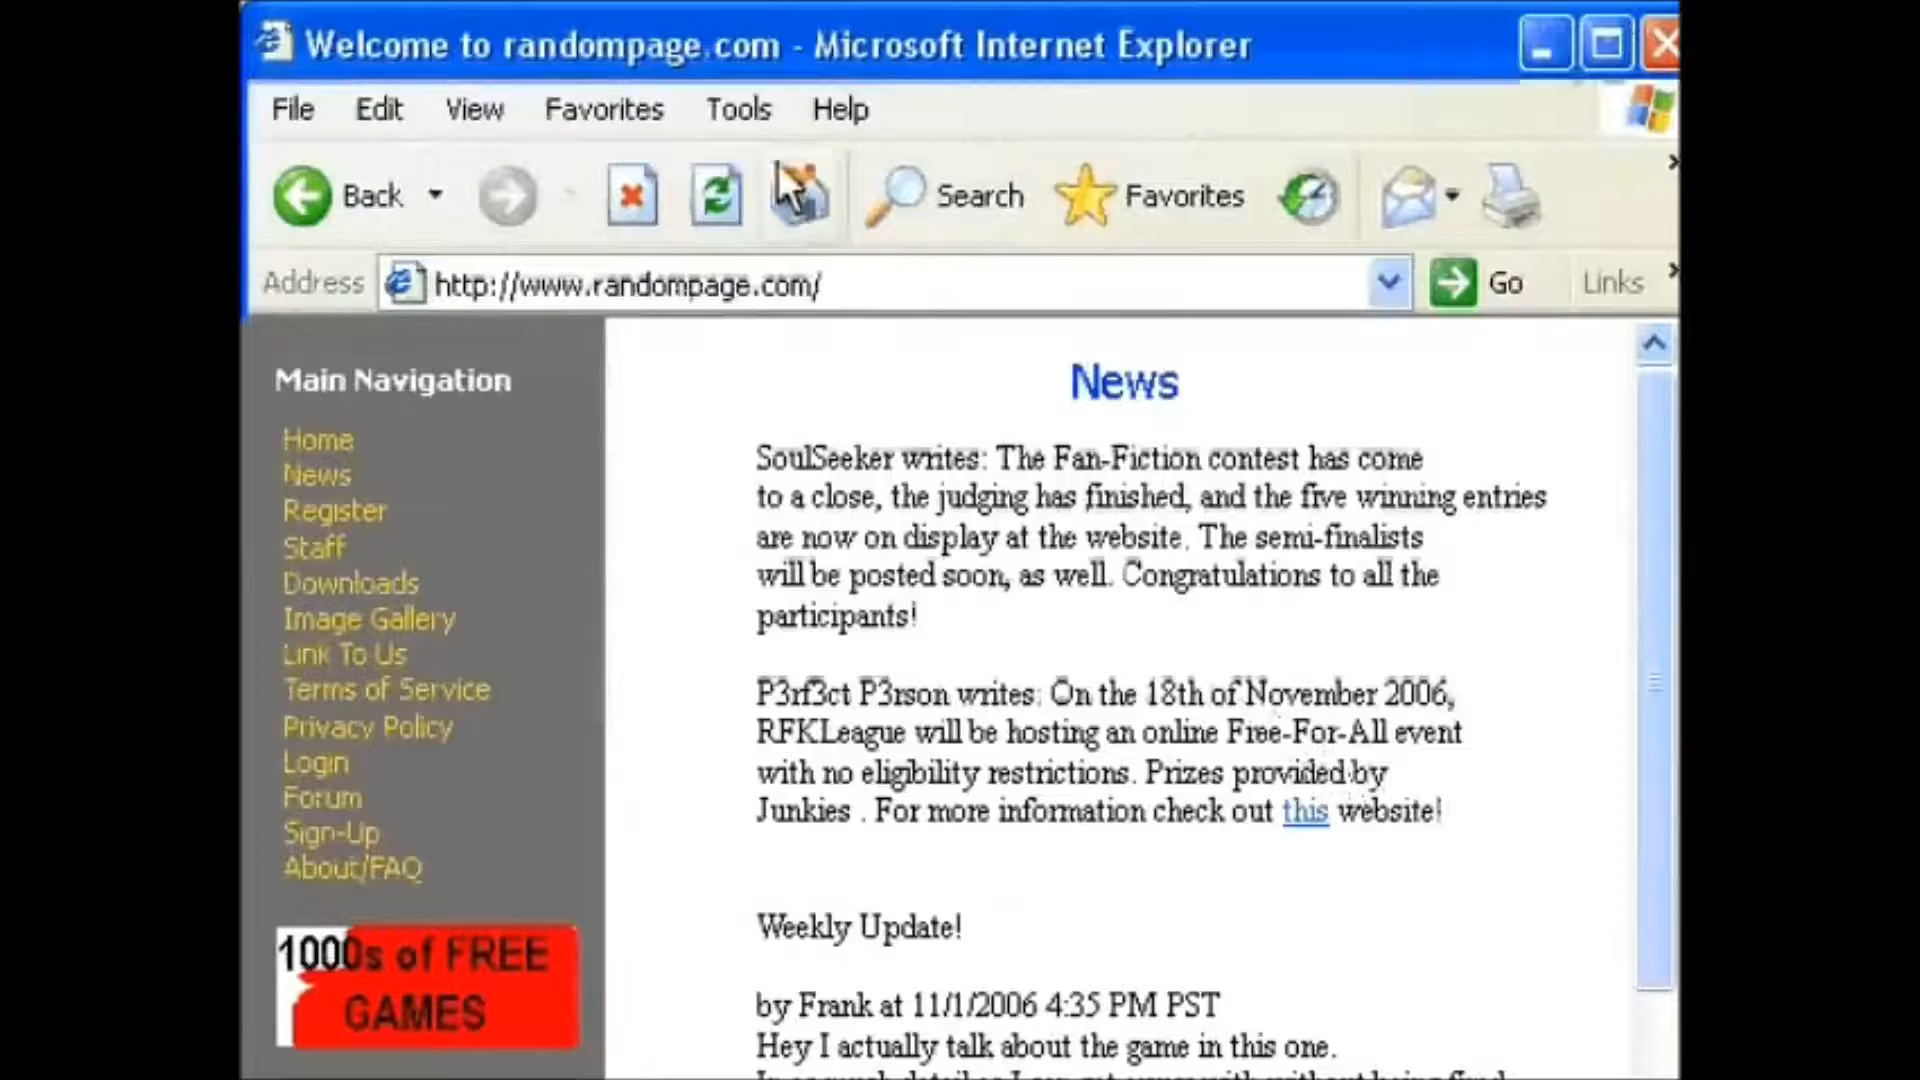 Welcome to randompage.com - Microsoft Internet Explorer
File Edit View Favorites Tools Help
Back Search Favorites
Address http://www.randompage.com/ Go Links
Main Navigation
Home
News
Register
Staff
Downloads
Image Gallery
Link To Us
Terms of Service
Privacy Policy
Login
Forum
Sign-Up
About/FAQ
1000s of FREE
GAMES
News
SoulSeeker writes: The Fan-Fiction contest has come
to a close, the judging has finished, and the five winning entries
are now on display at the website. The semi-finalists
will be posted soon, as well. Congratulations to all the
participants!
P3rf3ct P3rson writes: On the 18th of November 2006,
RFKLeague will be hosting an online Free-For-All event
with no eligibility restrictions. Prizes provided by
Junkies . For more information check out this website!
Weekly Update!
by Frank at 11/1/2006 4:35 PM PST
Hey I actually talk about the game in this one.